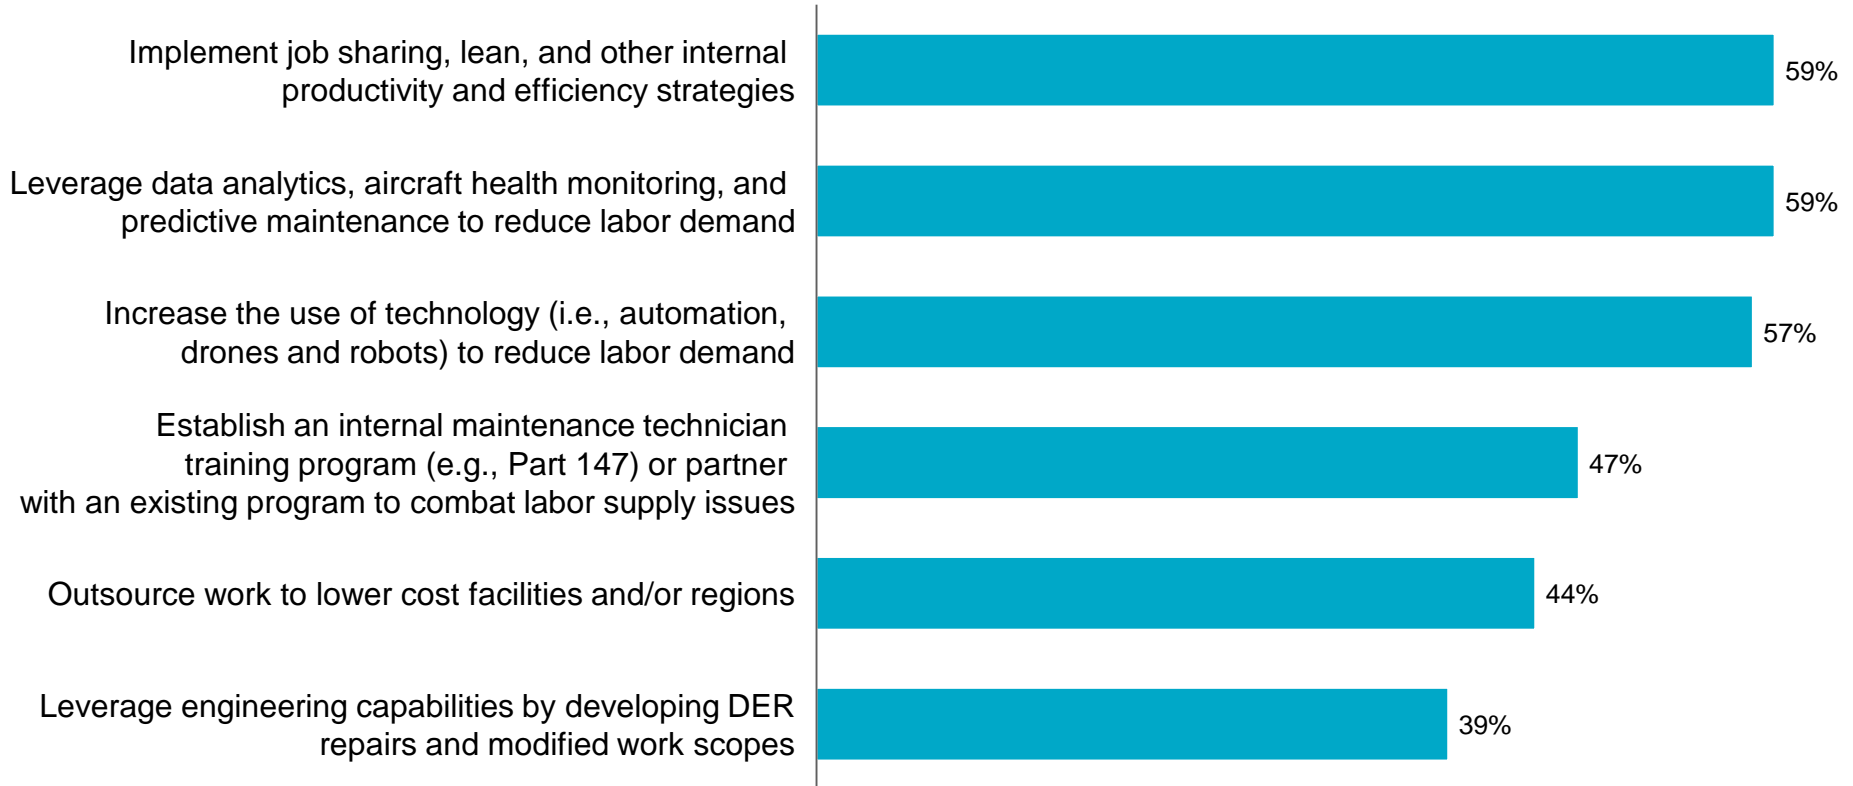 Implement job sharing, lean, and other internal
productivity and efficiency strategies
59%
Leverage data analytics, aircraft health monitoring, and
predictive maintenance to reduce labor demand
59%
Increase the use of technology (i.e., automation,
drones and robots) to reduce labor demand
57%
Establish an internal maintenance technician
training program (e.g., Part 147) or partner
with an existing program to combat labor supply issues
47%
Outsource work to lower cost facilities and/or regions
44%
Leverage engineering capabilities by developing DER
repairs and modified work scopes
39%